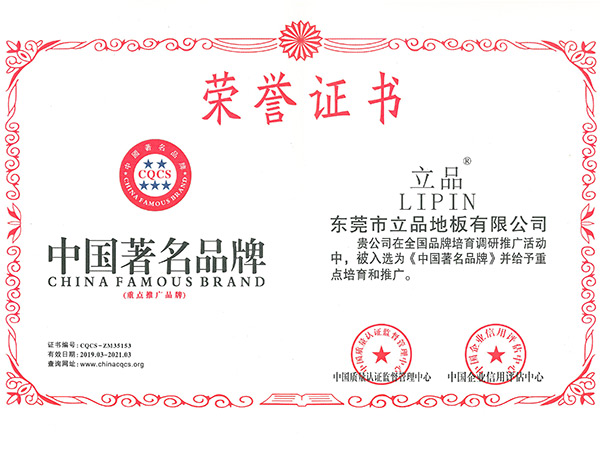 荣誉证书
中国著名品牌
CQCS
CHINA FAMOUS BRAND
中国著名品牌
CHINA FAMOUS BRAND
(重点推广品牌)
证书编号:CQCS-ZM35153
有效日期:2019.03-2021.03
查询网址:www.chinacqcs.org
立品®
LIPIN
东莞市立品地板有限公司
贵公司在全国品牌培育调研推广活动
中,被入选为《中国著名品牌》并给予重
点培育和推广。
中国质量认证监督管理中心
中国质量认证监督管理中心
中国企业信用评估中心
中国企业信用评估中心